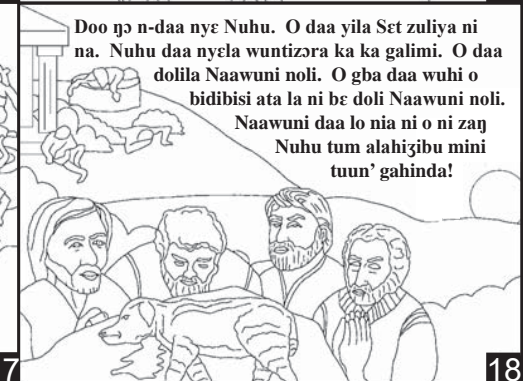 Doo ŋɔ n-daa nyɛ Nuhu. O daa yila Sɛt zuliya ni
na. Nuhu daa nyɛla wuntizɔra ka ka galimi. O daa
dolila Naawuni noli. O gba daa wuhi o
bidibisi ata la ni bɛ doli Naawuni noli.
Naawuni daa lo nia ni o ni zaŋ
Nuhu tum alahiʒibu mini
tuun' gahinda!
7
18